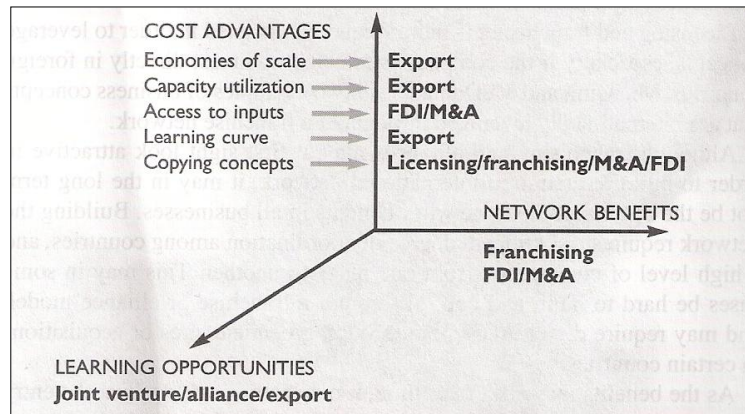 COST ADVANTAGES
Economies of scale Export
Capacity utilization Export
Access to inputs FDI/M&A
Learning Export
Copying concepts Licensing/franchising/M&A/FDI
NETWORK BENEFITS
Franchising
FDI/M&A
LEARNING OPPORTUNITIES
Joint venture/alliance/export